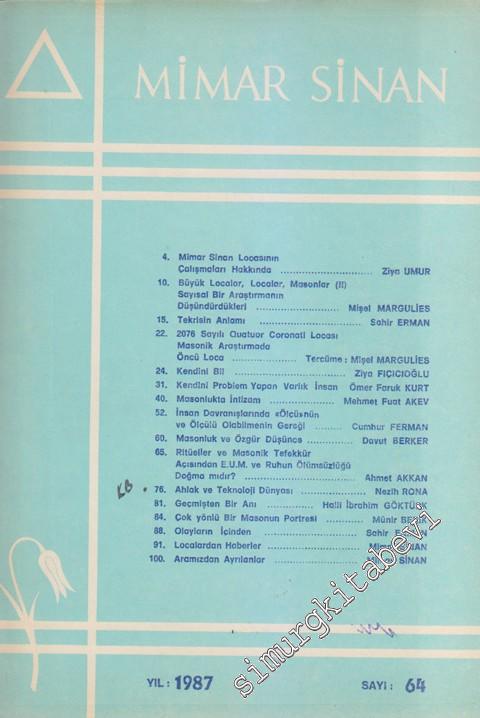 MİMAR SİNAN
4. Mimar Sinan Locasının
Çalışmaları Hakkında .......................... Ziya UMUR
10. Büyük Localar, Localar, Masonlar (II)
Sayısal Bir Araştırmanın
Düşündürdükleri .......................... Mişel MARGULİES
15. Tekrisin Anlamı .......................... Sahir ERMAN
22. 2076 Sayılı Quatuor Coronati Locası
Masonik Araştırmada
Öncü Loca .................. Tercüme : Mişel MARGULİES
24. Kendini Bil .......................... Ziya FIÇICIOĞLU
31. Kendini Problem Yapan Varlık İnsan Ömer Faruk KURT
40. Masonlukta İntizam .................. Mehmet Fuat AKEV
52. İnsan Davranışlarında «Ölçü»nün
ve Ölçülü Olabilmenin Gereği ........ Cumhur FERMAN
60. Masonluk ve Özgür Düşünce ............ Davut BERKER
65. Ritüeller ve Masonik Tefekkür
Açısından E.U.M. ve Ruhun Ölümsüzlüğü
Doğma mıdır? .......................... Ahmet AKKAN
76. Ahlak ve Teknoloji Dünyası ............ Nezih RONA
81. Geçmişten Bir Anı ............ Halil İbrahim GÖKTÜRK
84. Çok yönlü Bir Masonun Portresi ........ Münir
88. Olayların İçinden .................. Sahir
91. Localardan Haberler ..................
100. Aramızdan Ayrılanlar .................. SİNAN
simurgkitabevi.com
YIL : 1987 SAYI : 64